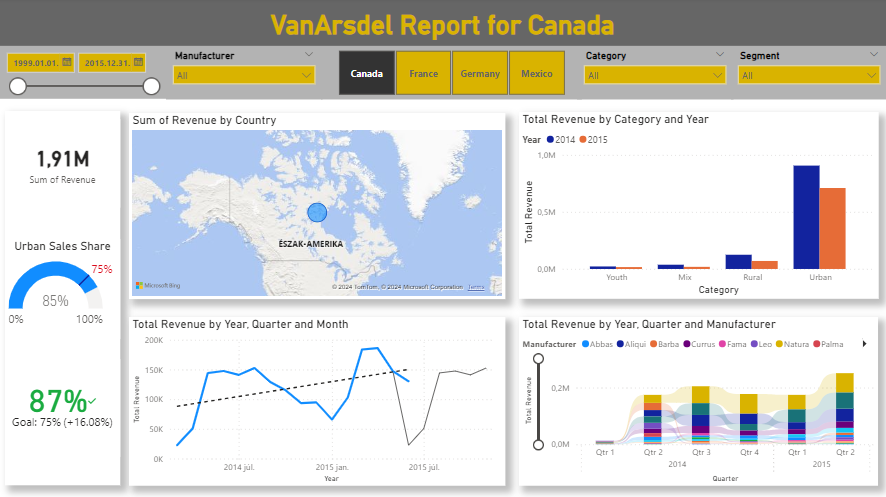 VanArsdel Report for Canada
1999.01.01.
2015.12.31.
Manufacturer
All
Canada
France
Germany
Mexico
Category
All
Segment
All
1,91M
Sum of Revenue
Urban Sales Share
75%
85%
0%
100%
87%
Goal: 75% (+16.08%)
Sum of Revenue by Country
ÉSZAK-AMERIKA
Microsoft Bing
© 2024 TomTom, © 2024 Microsoft Corporation Terms
Total Revenue by Category and Year
Year 2014 2015
1,0M
0,5M
0,0M
Total Revenue
Youth
Mix
Rural
Urban
Category
Total Revenue by Year, Quarter and Month
200K
150K
100K
50K
0K
Total Revenue
2014 júl.
2015 jan.
2015 júl.
Year
Total Revenue by Year, Quarter and Manufacturer
Manufacturer Abbas Aliqui Barba Currus Fama Leo Natura Palma
0,2M
0,0M
Total Revenue
Qtr 1
Qtr 2
Qtr 3
Qtr 4
Qtr 1
Qtr 2
2014
2015
Quarter